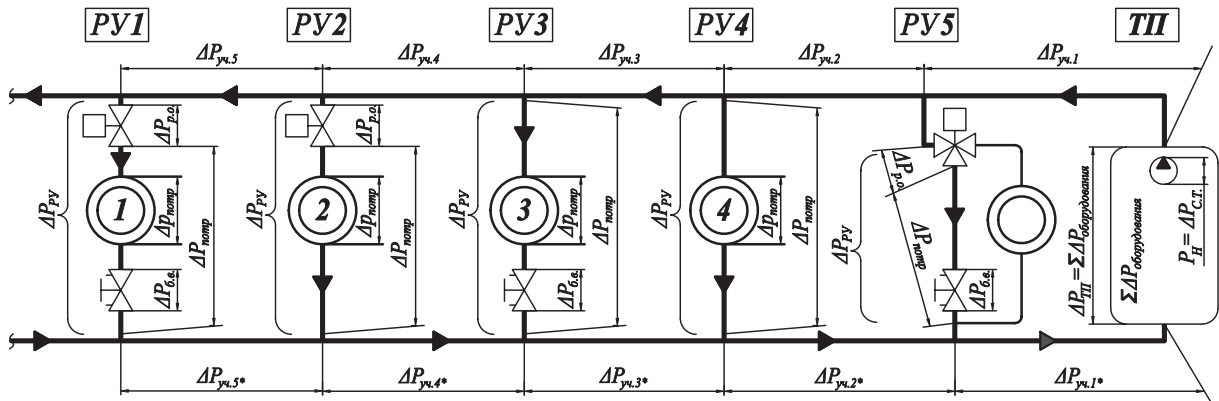 РУ1 РУ2 РУ3 РУ4 РУ5 ТП
ΔPуч.5 ΔPуч.4 ΔPуч.3 ΔPуч.2 ΔPуч.1
ΔPРУ ΔPр.о. 1 Δpпотр ΔPпотр ΔPб.в.
ΔPРУ ΔPр.о. 2 Δpпотр ΔPпотр
ΔPРУ 3 Δpпотр ΔPпотр ΔPб.в.
ΔPРУ 4 Δpпотр ΔPпотр
ΔPРУ ΔPр.о. ΔPфшопт ΔPб.в.
ΔPТП = ΣΔPоборудования
ΣΔPоборудования
PН = ΔPС.Т.
ΔPуч.5* ΔPуч.4* ΔPуч.3* ΔPуч.2* ΔPуч.1*